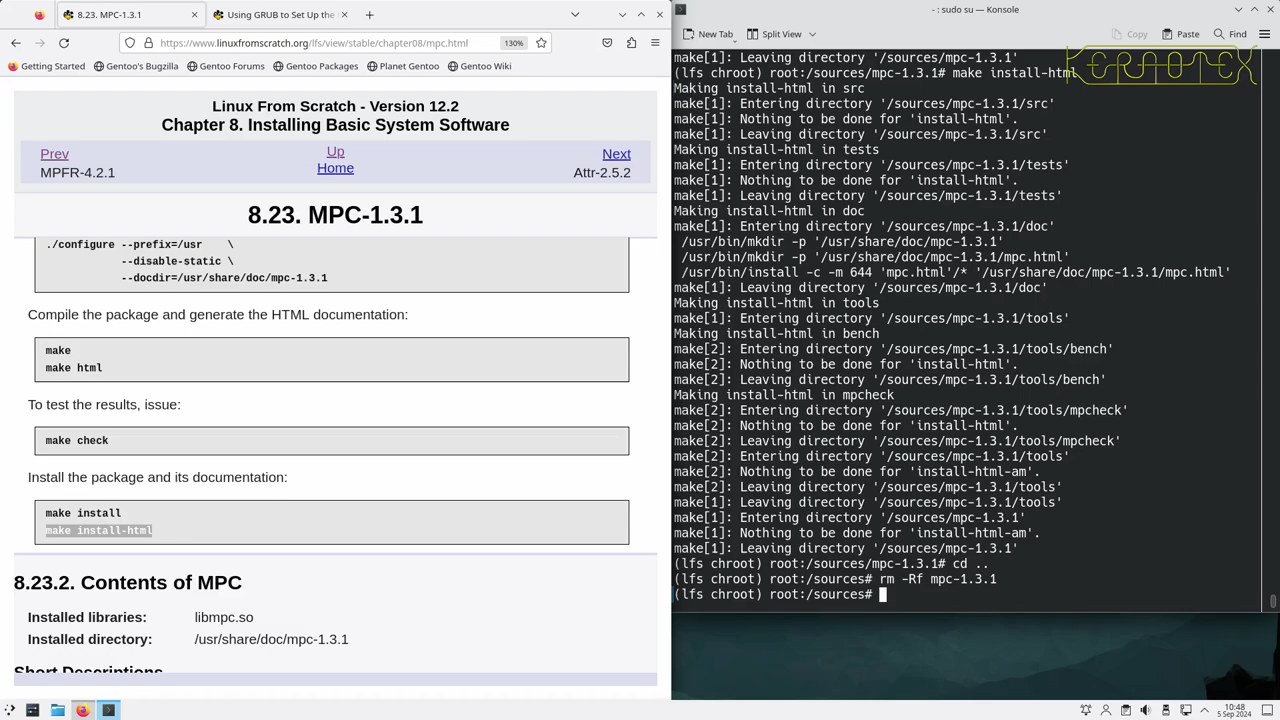 8. 23. MPC-1.3.1
Using GRUB to Set Up the
- : sudo su — Konsole
https://www.linuxfromscratch.org/lfs/view/stable/chapter08/mpc.html
130%
Getting Started
Gentoo's Bugzilla
Gentoo Forums
Gentoo Packages
Planet Gentoo
Gentoo Wiki
Linux From Scratch - Version 12.2
Chapter 8. Installing Basic System Software
Prev
Up
Next
MPFR-4.2.1
Home
Attr-2.5.2
8.23. MPC-1.3.1
./configure --prefix=/usr    \
            --disable-static \
            --docdir=/usr/share/doc/mpc-1.3.1
Compile the package and generate the HTML documentation:
make
make html
To test the results, issue:
make check
Install the package and its documentation:
make install
make install-html
8.23.2. Contents of MPC
Installed libraries: libmpc.so
Installed directory: /usr/share/doc/mpc-1.3.1
Short Descriptions
New Tab
Split View
Copy
Paste
Find
KERNOTEX
make[1]: Leaving directory '/sources/mpc-1.3.1'
(lfs chroot) root:/sources/mpc-1.3.1# make install-html
Making install-html in src
make[1]: Entering directory '/sources/mpc-1.3.1/src'
make[1]: Nothing to be done for 'install-html'.
make[1]: Leaving directory '/sources/mpc-1.3.1/src'
Making install-html in tests
make[1]: Entering directory '/sources/mpc-1.3.1/tests'
make[1]: Nothing to be done for 'install-html'.
make[1]: Leaving directory '/sources/mpc-1.3.1/tests'
Making install-html in doc
make[1]: Entering directory '/sources/mpc-1.3.1/doc'
 /usr/bin/mkdir -p '/usr/share/doc/mpc-1.3.1'
 /usr/bin/mkdir -p '/usr/share/doc/mpc-1.3.1/mpc.html'
 /usr/bin/install -c -m 644 'mpc.html'/* '/usr/share/doc/mpc-1.3.1/mpc.html'
make[1]: Leaving directory '/sources/mpc-1.3.1/doc'
Making install-html in tools
make[1]: Entering directory '/sources/mpc-1.3.1/tools'
Making install-html in bench
make[2]: Entering directory '/sources/mpc-1.3.1/tools/bench'
make[2]: Nothing to be done for 'install-html'.
make[2]: Leaving directory '/sources/mpc-1.3.1/tools/bench'
Making install-html in mpcheck
make[2]: Entering directory '/sources/mpc-1.3.1/tools/mpcheck'
make[2]: Nothing to be done for 'install-html'.
make[2]: Leaving directory '/sources/mpc-1.3.1/tools/mpcheck'
make[2]: Entering directory '/sources/mpc-1.3.1/tools'
make[2]: Nothing to be done for 'install-html-am'.
make[2]: Leaving directory '/sources/mpc-1.3.1/tools'
make[1]: Leaving directory '/sources/mpc-1.3.1/tools'
make[1]: Entering directory '/sources/mpc-1.3.1'
make[1]: Nothing to be done for 'install-html-am'.
make[1]: Leaving directory '/sources/mpc-1.3.1'
(lfs chroot) root:/sources/mpc-1.3.1# cd ..
(lfs chroot) root:/sources# rm -Rf mpc-1.3.1
(lfs chroot) root:/sources#
10:48
5 Sep 2024